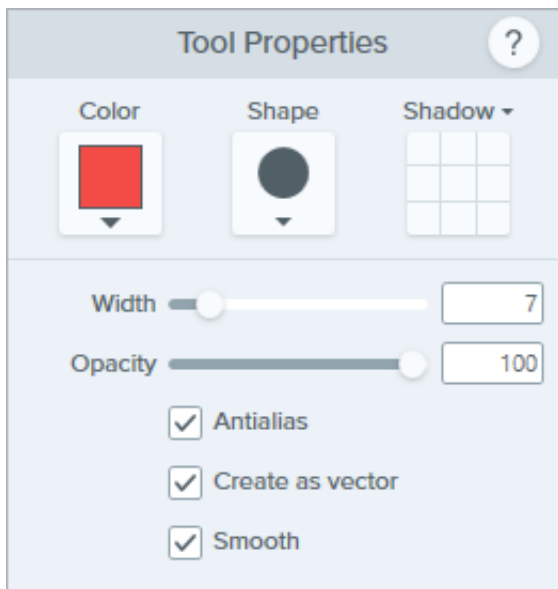 Tool Properties ?
Color Shape Shadow
Width 7
Opacity 100
Antialias
Create as vector
Smooth